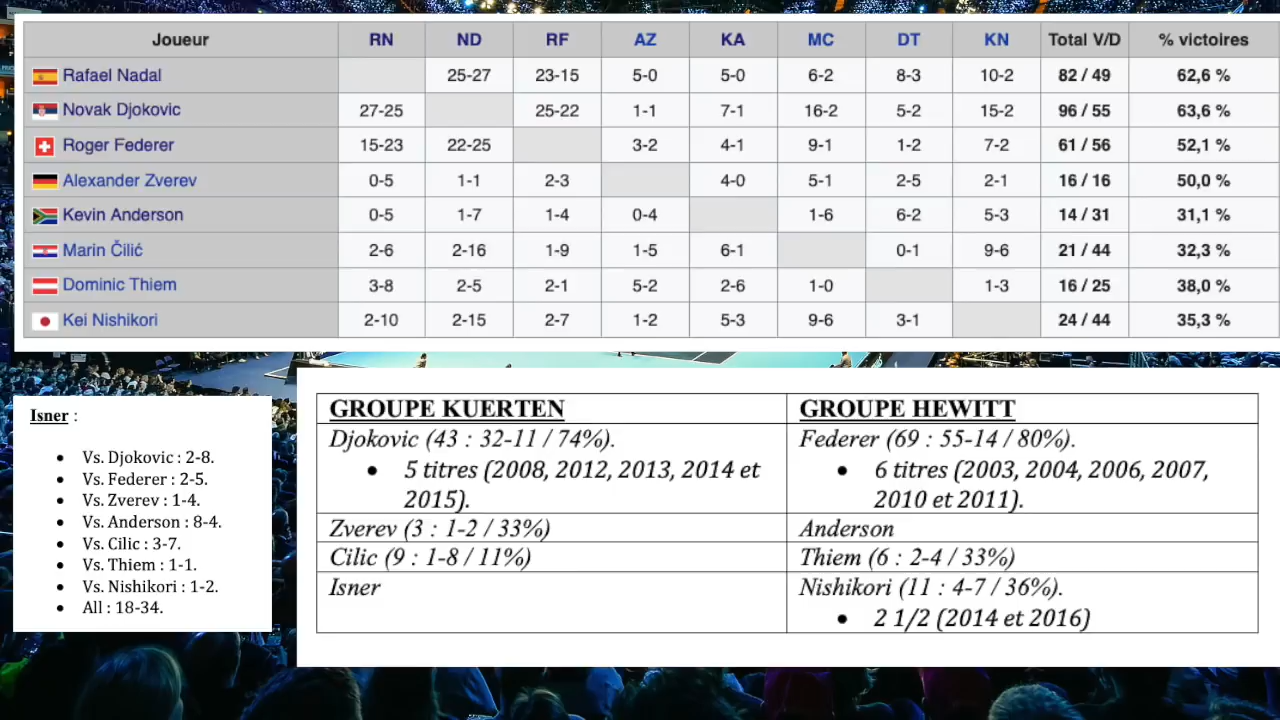 Joueur RN ND RF AZ KA MC DT KN Total V/D % victoires
Rafael Nadal 25-27 23-15 5-0 5-0 6-2 8-3 10-2 82 / 49 62,6 %
Novak Djokovic 27-25 25-22 1-1 7-1 16-2 5-2 15-2 96 / 55 63,6 %
Roger Federer 15-23 22-25 3-2 4-1 9-1 1-2 7-2 61 / 56 52,1 %
Alexander Zverev 0-5 1-1 2-3 4-0 5-1 2-5 2-1 16 / 16 50,0 %
Kevin Anderson 0-5 1-7 1-4 0-4 1-6 6-2 5-3 14 / 31 31,1 %
Marin Čilić 2-6 2-16 1-9 1-5 6-1 0-1 9-6 21 / 44 32,3 %
Dominic Thiem 3-8 2-5 2-1 5-2 2-6 1-0 1-3 16 / 25 38,0 %
Kei Nishikori 2-10 2-15 2-7 1-2 5-3 9-6 3-1 24 / 44 35,3 %
Isner :
• Vs. Djokovic : 2-8.
• Vs. Federer : 2-5.
• Vs. Zverev : 1-4.
• Vs. Anderson : 8-4.
• Vs. Cilic : 3-7.
• Vs. Thiem : 1-1.
• Vs. Nishikori : 1-2.
• All : 18-34.
GROUPE KUERTEN
Djokovic (43 : 32-11 / 74%).
• 5 titres (2008, 2012, 2013, 2014 et
2015).
Zverev (3 : 1-2 / 33%)
Cilic (9 : 1-8 / 11%)
Isner
GROUPE HEWITT
Federer (69 : 55-14 / 80%).
• 6 titres (2003, 2004, 2006, 2007,
2010 et 2011).
Anderson
Thiem (6 : 2-4 / 33%)
Nishikori (11 : 4-7 / 36%).
• 2 1/2 (2014 et 2016)